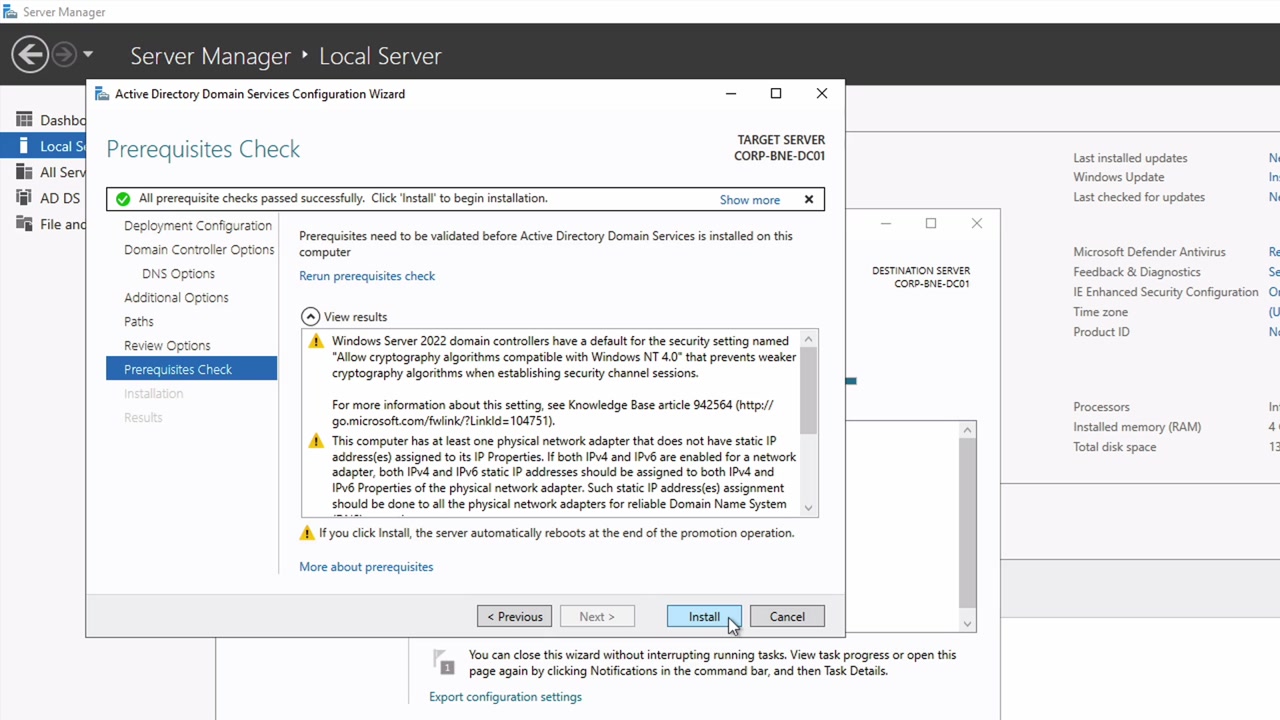 Server Manager
Server Manager
Local Server
Active Directory Domain Services Configuration Wizard
Prerequisites Check
TARGET SERVER
CORP-BNE-DC01
All prerequisite checks passed successfully.  Click 'Install' to begin installation.
Show more
Deployment Configuration
Domain Controller Options
DNS Options
Additional Options
Paths
Review Options
Prerequisites Check
Installation
Results
Prerequisites need to be validated before Active Directory Domain Services is installed on this
computer
Rerun prerequisites check
View results
Windows Server 2022 domain controllers have a default for the security setting named
"Allow cryptography algorithms compatible with Windows NT 4.0" that prevents weaker
cryptography algorithms when establishing security channel sessions.
For more information about this setting, see Knowledge Base article 942564 (http://
go.microsoft.com/fwlink/?LinkId=104751).
This computer has at least one physical network adapter that does not have static IP
address(es) assigned to its IP Properties. If both IPv4 and IPv6 are enabled for a network
adapter, both IPv4 and IPv6 static IP addresses should be assigned to both IPv4 and
IPv6 Properties of the physical network adapter. Such static IP address(es) assignment
should be done to all the physical network adapters for reliable Domain Name System
If you click Install, the server automatically reboots at the end of the promotion operation.
More about prerequisites
< Previous
Next >
Install
Cancel
Local
All
AD DS
File
DESTINATION SERVER
CORP-BNE-DC01
1
You can close this wizard without interrupting running tasks. View task progress or open this
page again by clicking Notifications in the command bar, and then Task Details.
Export configuration settings
Last installed updates
Windows Update
Last checked for updates
Microsoft Defender Antivirus
Feedback & Diagnostics
IE Enhanced Security Configuration
Time zone
Product ID
Processors
Installed memory (RAM)
4
Total disk space